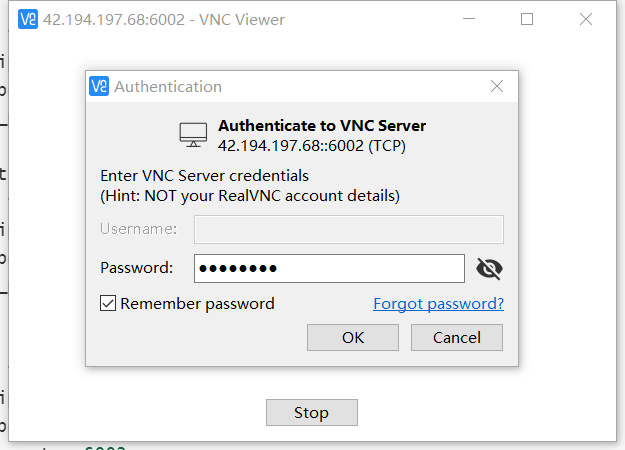 42.194.197.68:6002 - VNC Viewer
Authentication
Authenticate to VNC Server
42.194.197.68::6002 (TCP)
Enter VNC Server credentials
(Hint: NOT your RealVNC account details)
Username:
Password: ●●●●●●●●
Remember password
Forgot password?
OK
Cancel
Stop